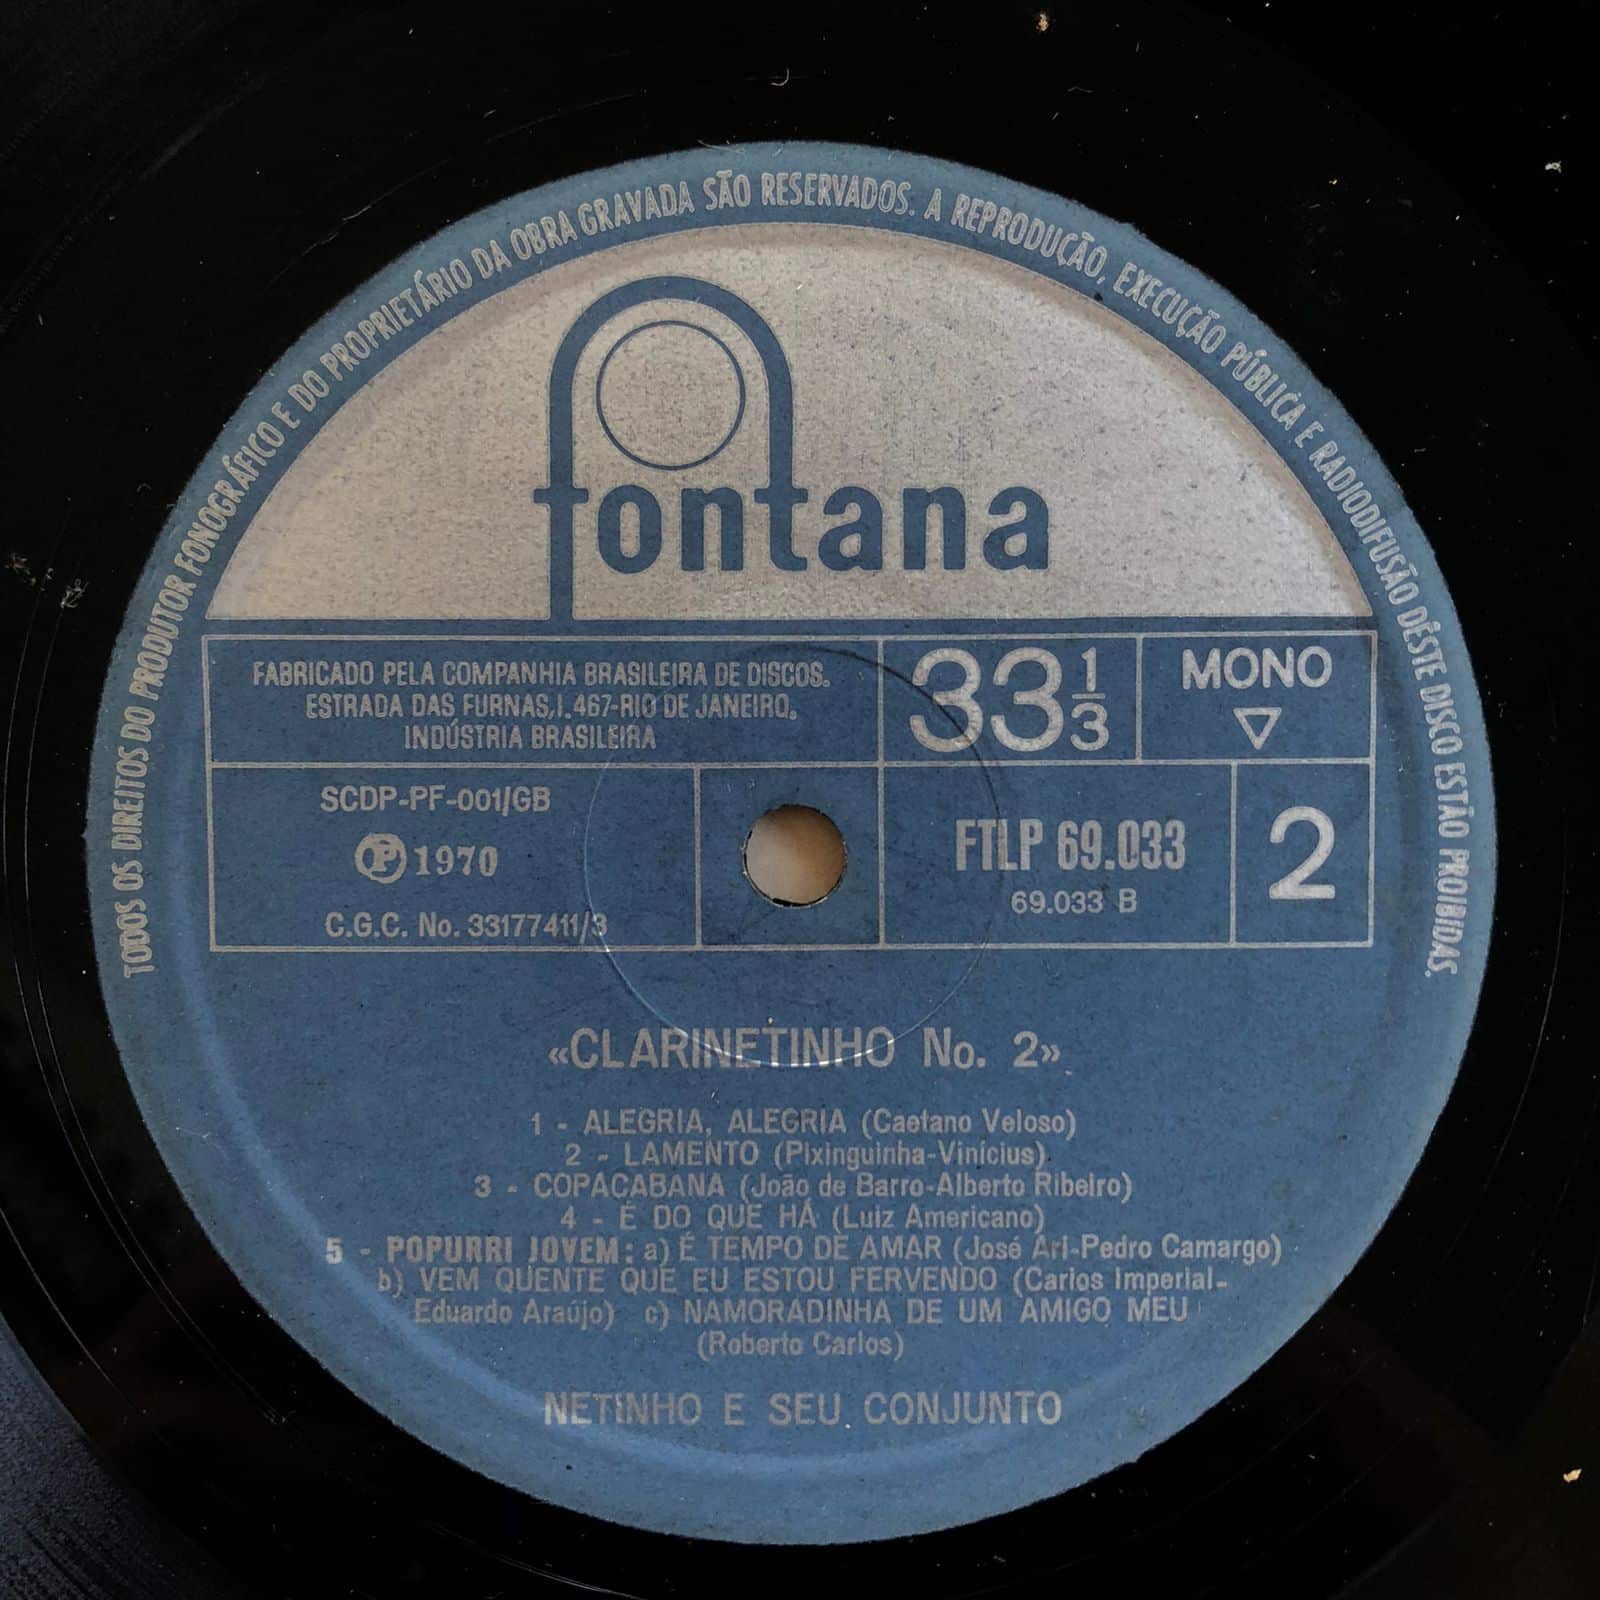 TODOS OS DIREITOS DO PRODUTOR FONOGRÁFICO E DO PROPRIETÁRIO DA OBRA GRAVADA SÃO RESERVADOS. A REPRODUÇÃO, EXECUÇÃO PÚBLICA E RADIODIFUSÃO DÊSTE DISCO ESTÃO PROIBIDAS.
fontana
FABRICADO PELA COMPANHIA BRASILEIRA DE DISCOS.
ESTRADA DAS FURNAS,1.467-RIO DE JANEIRO.
INDÚSTRIA BRASILEIRA
33 1/3
MONO
▽
SCDP-PF-001/GB
Ⓟ 1970
C.G.C. No. 33177411/3
FTLP 69.033
69.033 B
2
«CLARINETINHO No. 2»
1 - ALEGRIA, ALEGRIA (Caetano Veloso)
2 - LAMENTO (Pixinguinha-Vinícius)
3 - COPACABANA (João de Barro-Alberto Ribeiro)
4 - É DO QUE HÁ (Luiz Americano)
5 - POPURRI JOVEM: a) É TEMPO DE AMAR (José Ari-Pedro Camargo)
b) VEM QUENTE QUE EU ESTOU FERVENDO (Carlos Imperial-
Eduardo Araújo) c) NAMORADINHA DE UM AMIGO MEU
(Roberto Carlos)
NETINHO E SEU CONJUNTO